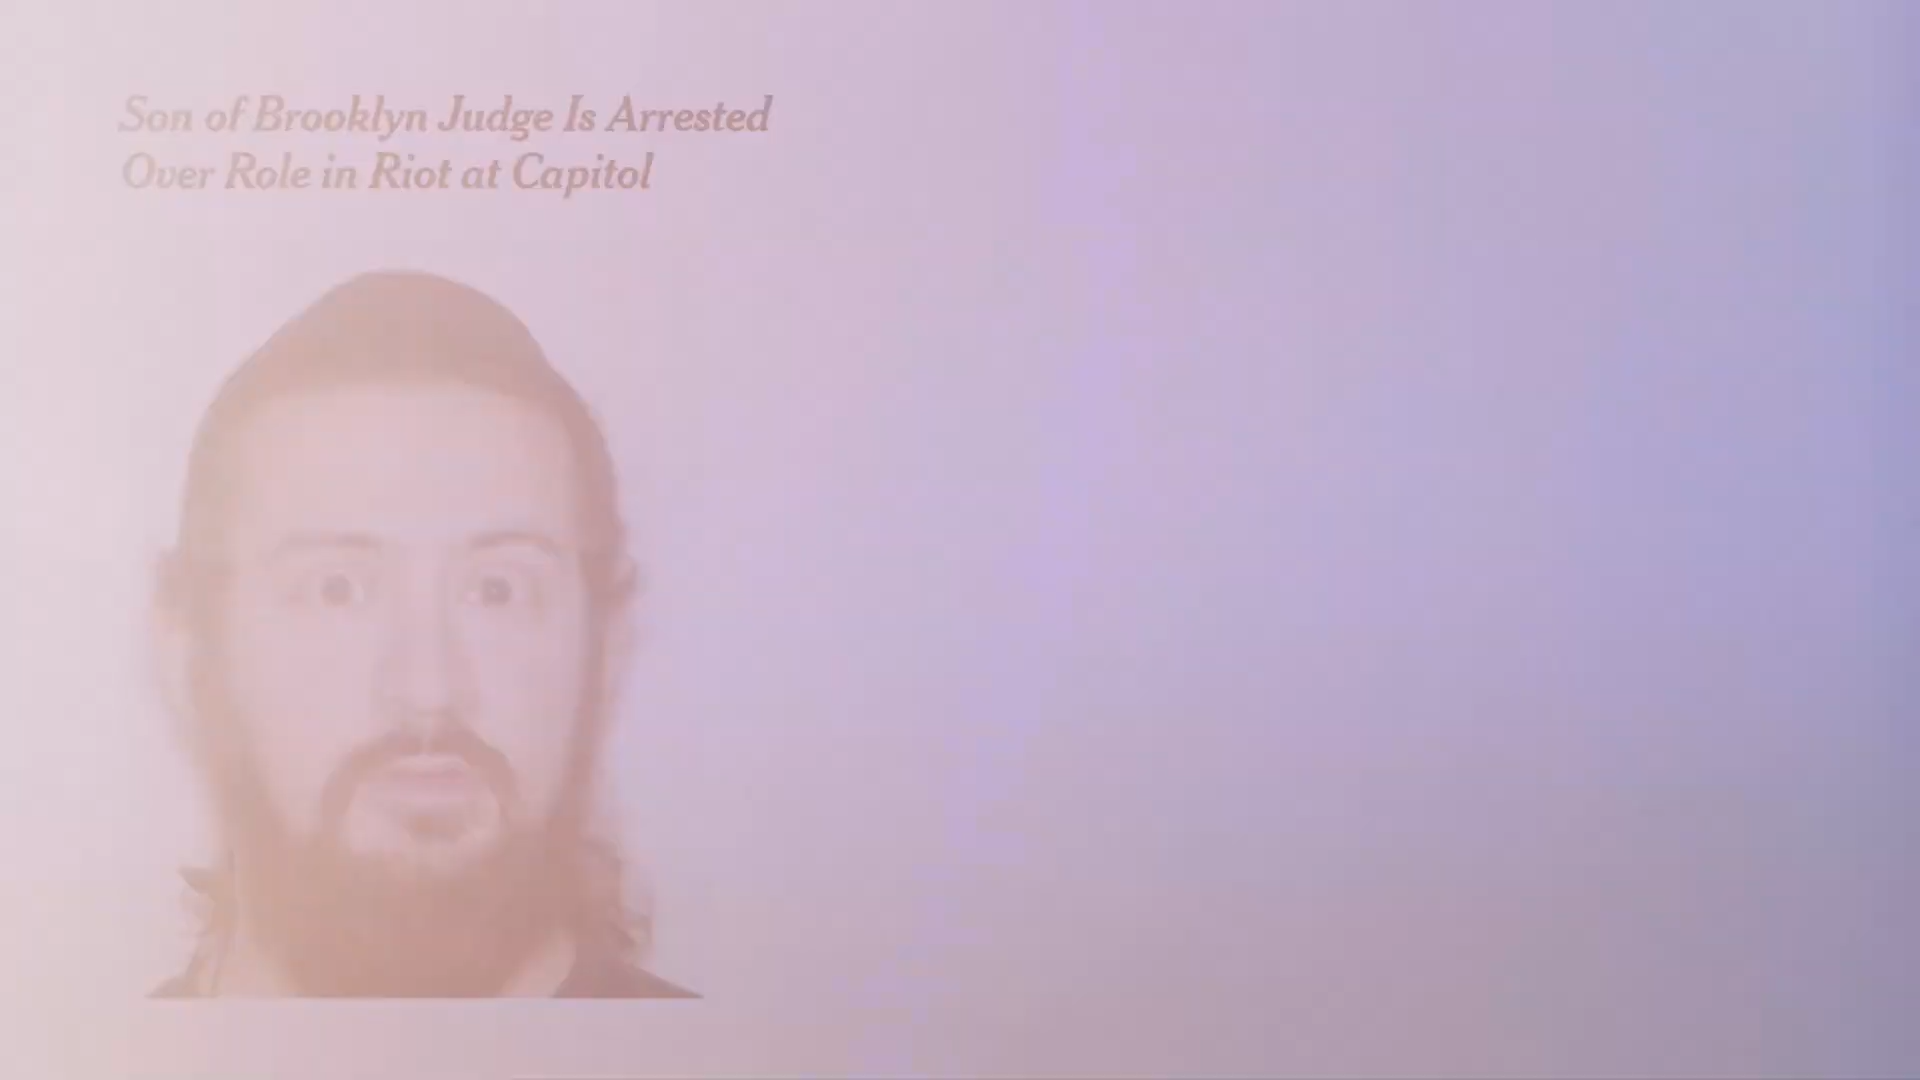 Son of Brooklyn Judge Is Arrested
Over Role in Riot at Capitol